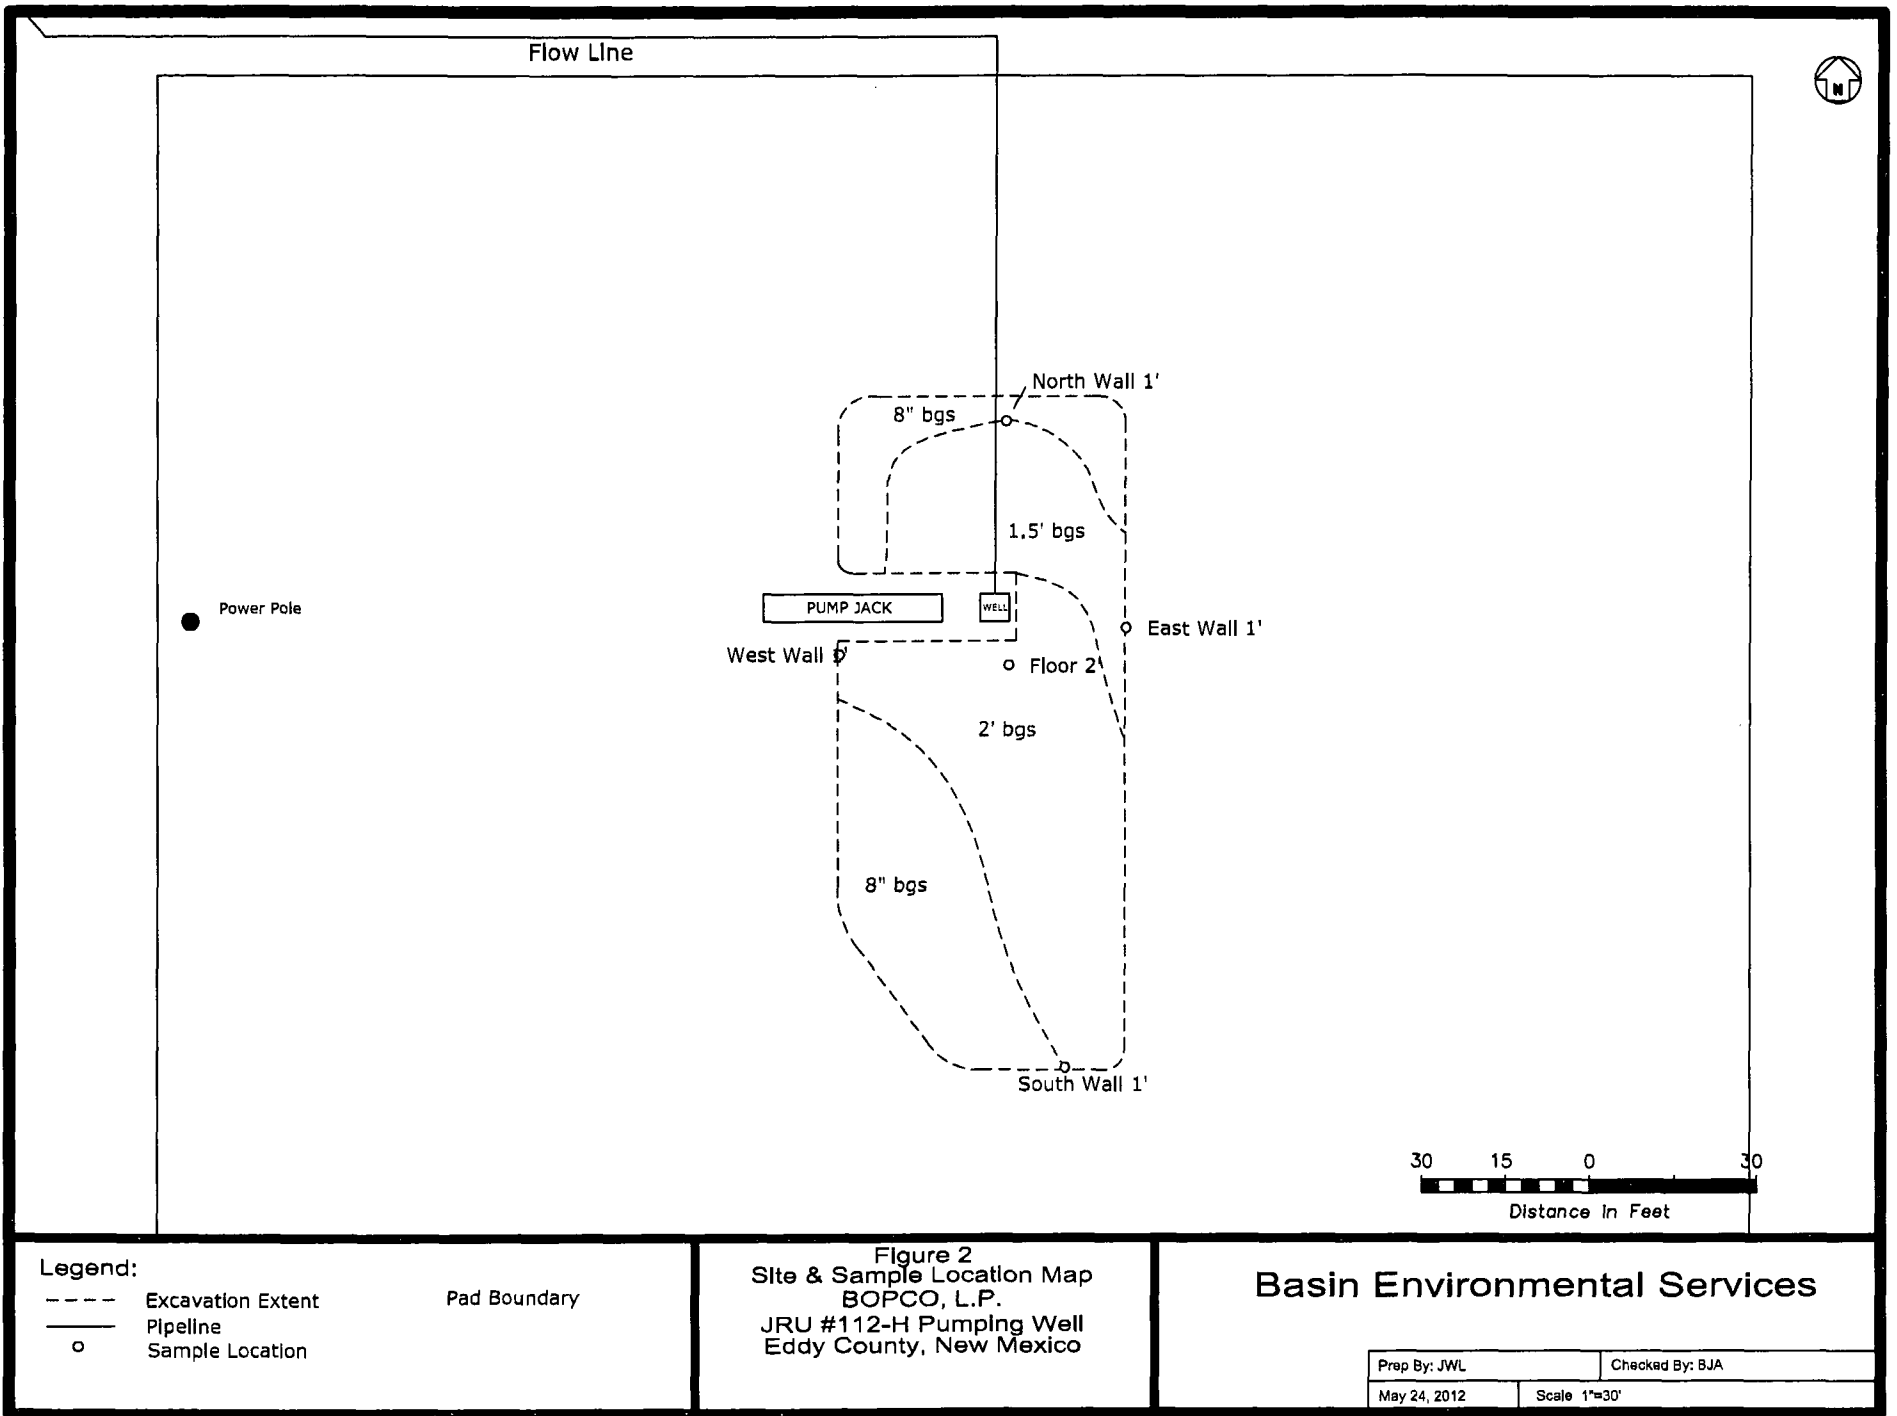 Flow Line
N
North Wall 1'
8" bgs
1.5' bgs
Power Pole
PUMP JACK
WELL
East Wall 1'
West Wall 1'
Floor 2'
2' bgs
8" bgs
South Wall 1'
30 15 0 30
Distance in Feet
Legend:
Excavation Extent
Pad Boundary
Pipeline
Sample Location
Figure 2
Site & Sample Location Map
BOPCO, L.P.
JRU #112-H Pumping Well
Eddy County, New Mexico
Basin Environmental Services
Prep By: JWL
Checked By: BJA
May 24, 2012
Scale 1"=30'